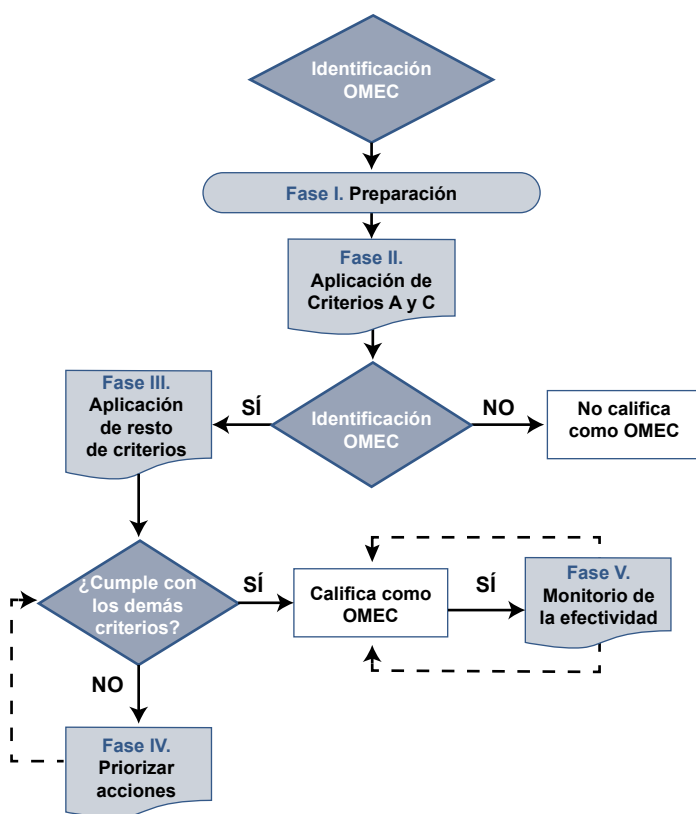 Identificación
OMEC
Fase I. Preparación
Fase II.
Aplicación de
Criterios A y C
Fase III.
Aplicación
de resto
de criterios
SÍ
Identificación
OMEC
NO
No califica
como OMEC
¿Cumple con
los demás
criterios?
SÍ
Califica como
OMEC
SÍ
Fase V.
Monitorio de
la efectividad
NO
Fase IV.
Priorizar
acciones